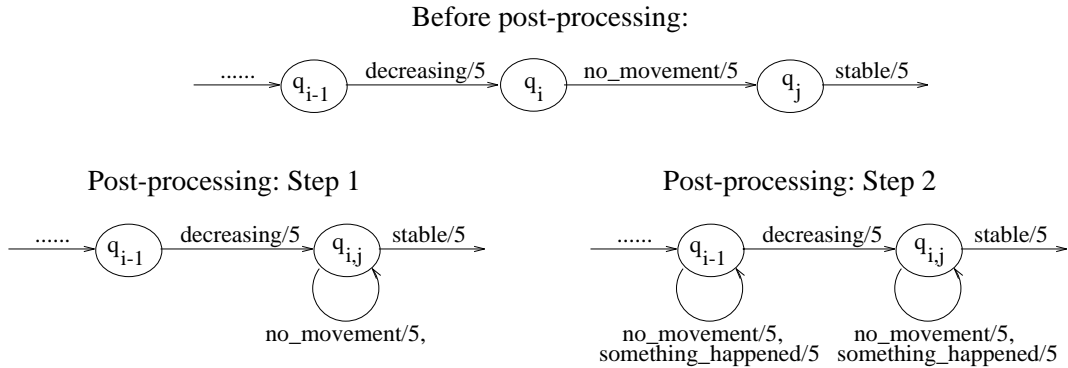 Before post-processing:
...... decreasing/5 no_movement/5 stable/5
q_{i-1} q_i q_j
Post-processing: Step 1 Post-processing: Step 2
...... decreasing/5 stable/5 ...... decreasing/5 stable/5
q_{i-1} q_{i,j} q_{i-1} q_{i,j}
no_movement/5, no_movement/5, no_movement/5,
something_happened/5 something_happened/5